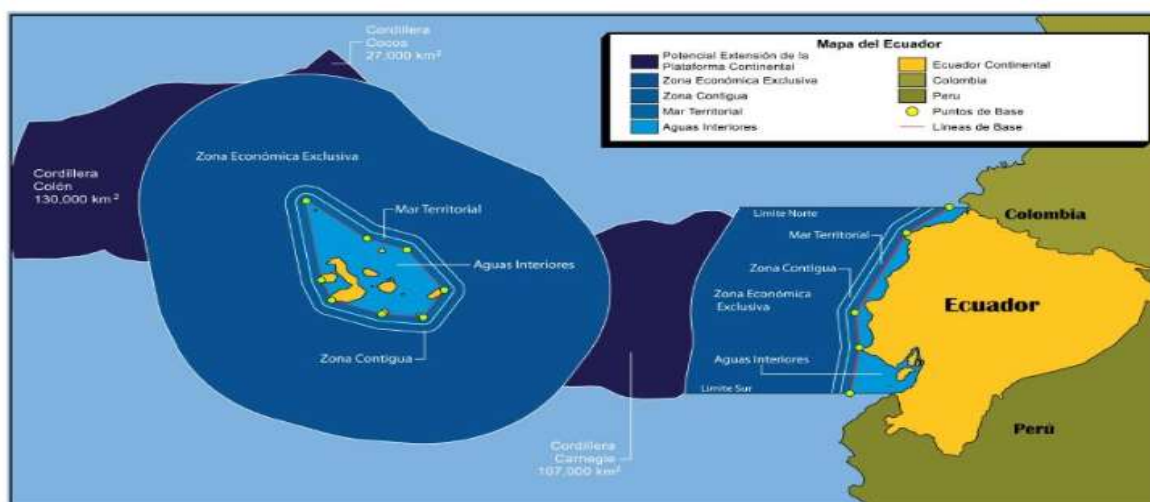 Cordillera
Cocos
27,000 km²
Mapa del Ecuador
Potencial Extensión de la
Plataforma Continental
Zona Económica Exclusiva
Zona Contigua
Mar Territorial
Aguas Interiores
Ecuador Continental
Colombia
Peru
Puntos de Base
Líneas de Base
Zona Económica Exclusiva
Cordillera
Colón
130,000 km²
Mar Territorial
Aguas Interiores
Zona Contigua
Limite Norte
Mar Territorial
Zona Contigua
Zona Económica
Exclusiva
Aguas Interiores
Limite Sur
Colombia
Ecuador
Perú
Cordillera
Carnegie
107,000 km²